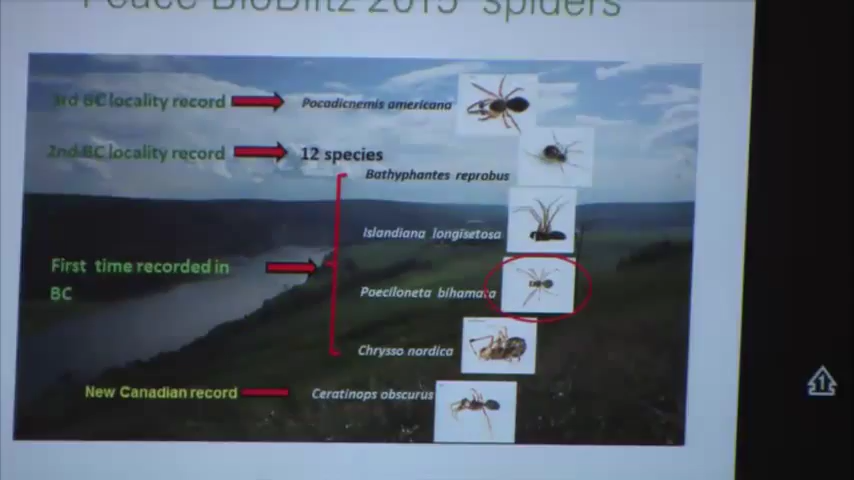 Peace BioBlitz 2015 spiders
3rd BC locality record
Pocadicnemis americana
2nd BC locality record
12 species
Bathyphantes reprobus
Islandiana longisetosa
First time recorded in
BC
Poeciloneta bihamata
Chrysso nordica
New Canadian record
Ceratinops obscurus
1